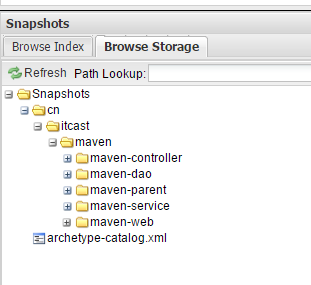 Snapshots
Browse Index Browse Storage
Refresh Path Lookup:
Snapshots
cn
itcast
maven
maven-controller
maven-dao
maven-parent
maven-service
maven-web
archetype-catalog.xml